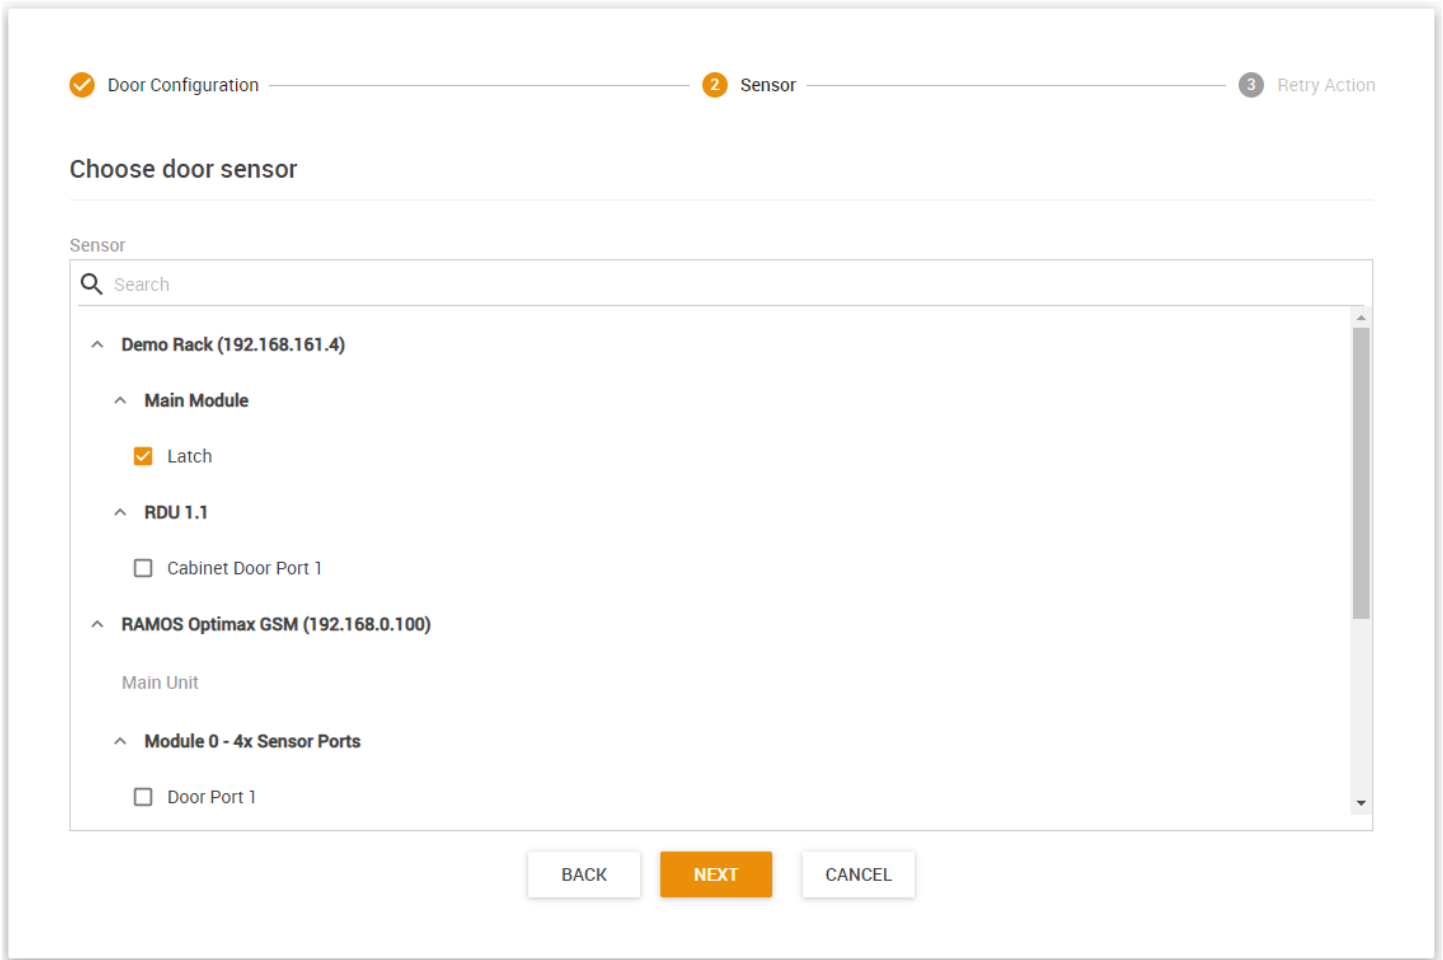 Door Configuration
2 Sensor
3 Retry Action
Choose door sensor
Sensor
Search
Demo Rack (192.168.161.4)
Main Module
Latch
RDU 1.1
Cabinet Door Port 1
RAMOS Optimax GSM (192.168.0.100)
Main Unit
Module 0 - 4x Sensor Ports
Door Port 1
BACK NEXT CANCEL